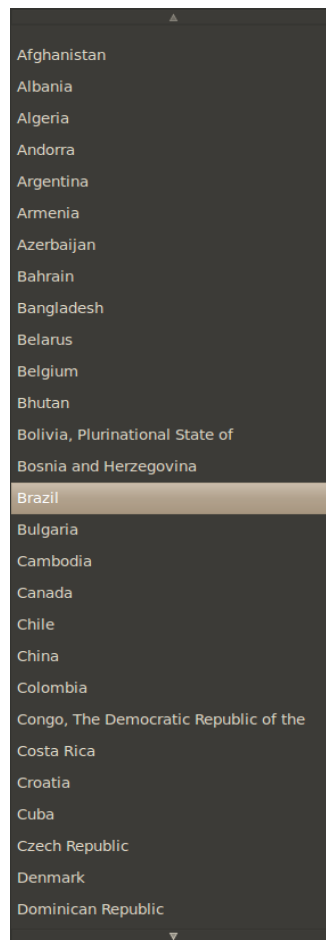 Afghanistan
Albania
Algeria
Andorra
Argentina
Armenia
Azerbaijan
Bahrain
Bangladesh
Belarus
Belgium
Bhutan
Bolivia, Plurinational State of
Bosnia and Herzegovina
Brazil
Bulgaria
Cambodia
Canada
Chile
China
Colombia
Congo, The Democratic Republic of the
Costa Rica
Croatia
Cuba
Czech Republic
Denmark
Dominican Republic